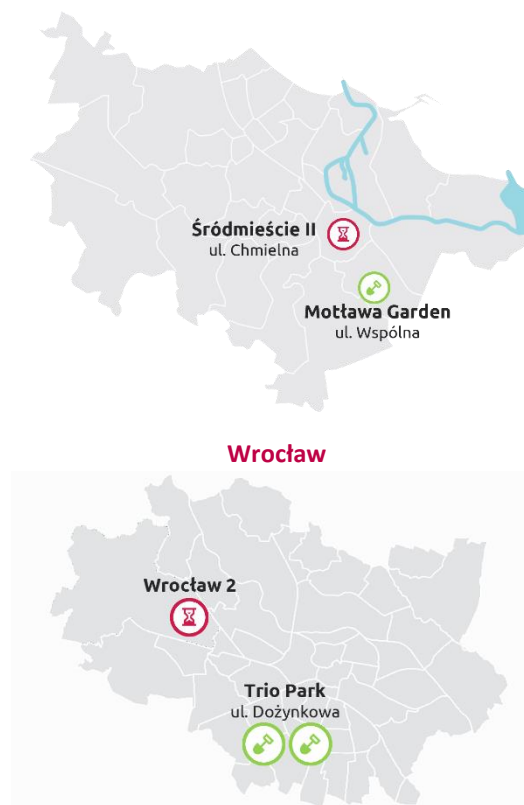 Śródmieście II
ul. Chmielna
Motława Garden
ul. Wspólna
Wrocław
Wrocław 2
Trio Park
ul. Dożynkowa